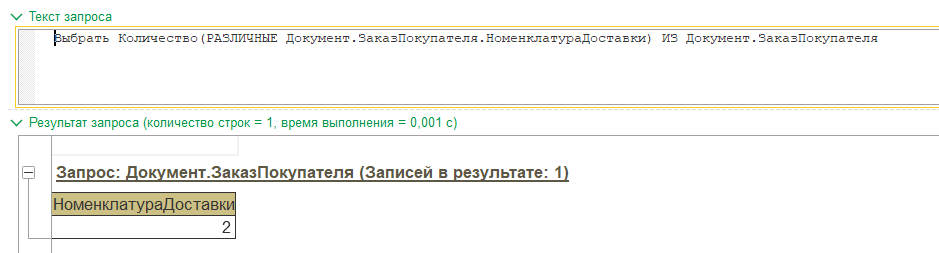 Текст запроса
Выбрать Количество(РАЗЛИЧНЫЕ Документ.ЗаказПокупателя.НоменклатураДоставки) ИЗ Документ.ЗаказПокупателя
Результат запроса (количество строк = 1, время выполнения = 0,001 с)
Запрос: Документ.ЗаказПокупателя (Записей в результате: 1)
НоменклатураДоставки
2